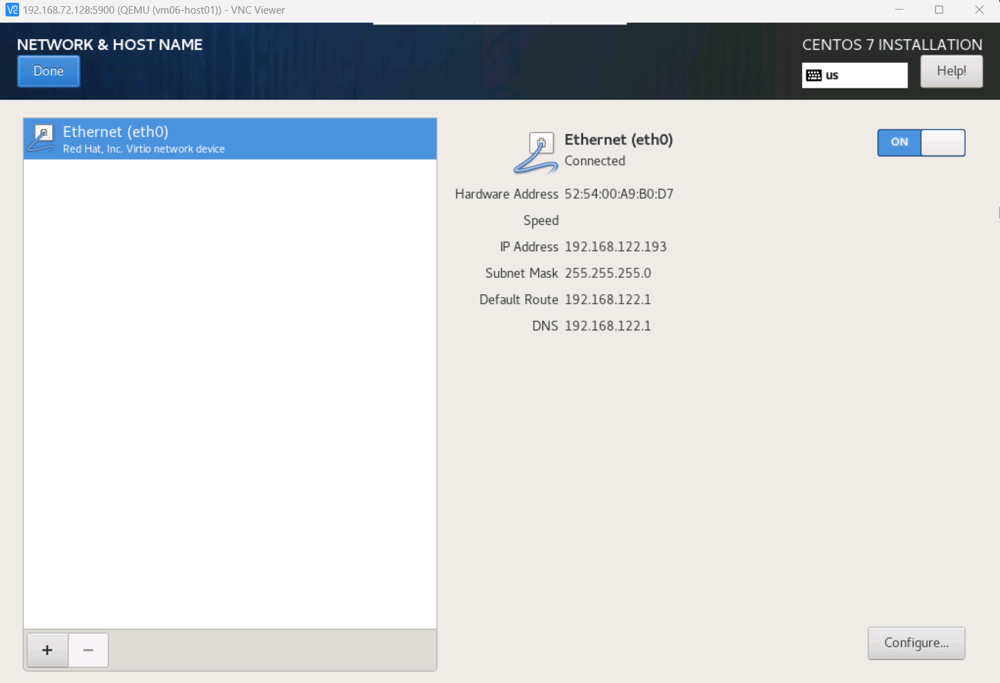 192.168.72.128:5900 (QEMU (vm06-host01)) - VNC Viewer
NETWORK & HOST NAME
CENTOS 7 INSTALLATION
Done
us
Help!
Ethernet (eth0)
Red Hat, Inc. Virtio network device
Ethernet (eth0)
Connected
ON
Hardware Address 52:54:00:A9:B0:D7
Speed
IP Address 192.168.122.193
Subnet Mask 255.255.255.0
Default Route 192.168.122.1
DNS 192.168.122.1
+ −
Configure...